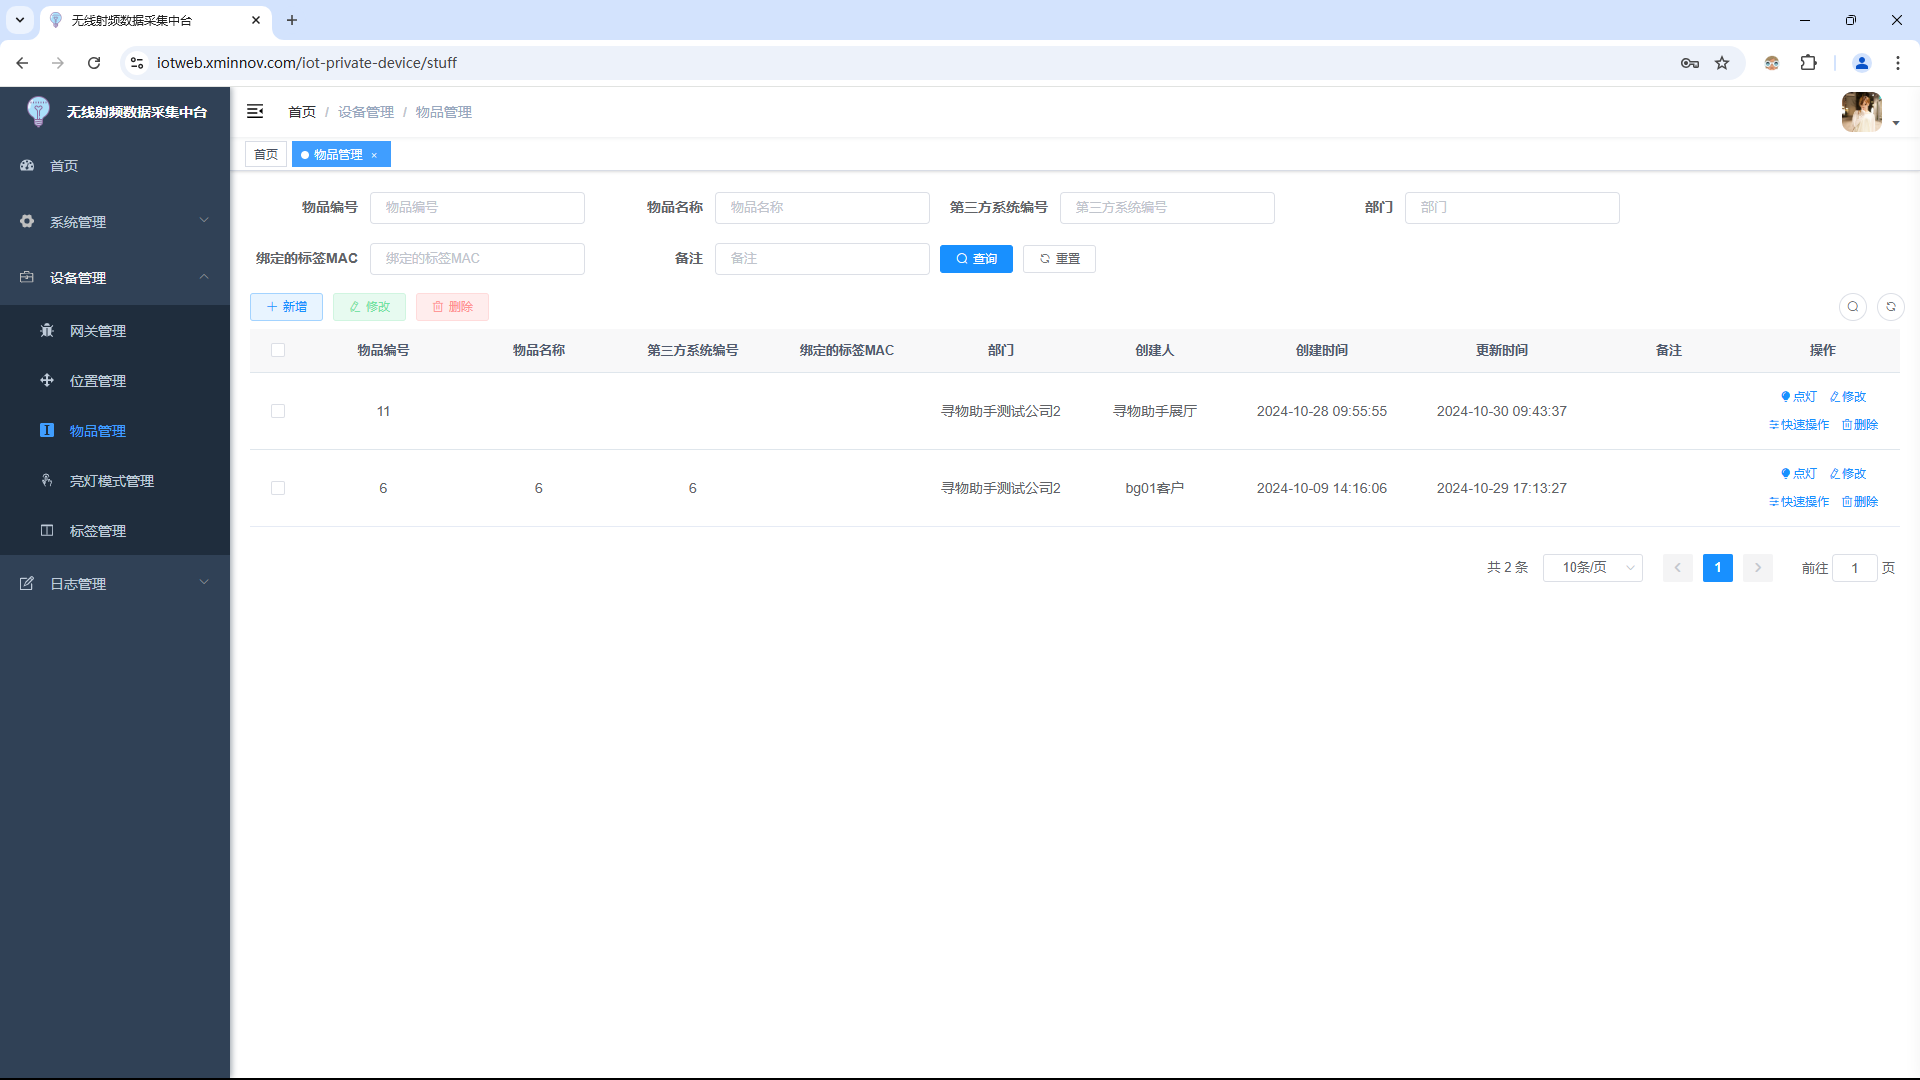 无线射频数据采集中台
iotweb.xminnov.com/iot-private-device/stuff
无线射频数据采集中台
首页 / 设备管理 / 物品管理
首页
系统管理
设备管理
网关管理
位置管理
物品管理
亮灯模式管理
标签管理
日志管理
首页 物品管理
物品编号 物品编号 物品名称 物品名称 第三方系统编号 第三方系统编号 部门 部门
绑定的标签MAC 绑定的标签MAC 备注 备注 查询 重置
新增 修改 删除
物品编号 物品名称 第三方系统编号 绑定的标签MAC 部门 创建人 创建时间 更新时间 备注 操作
11 寻物助手测试公司2 寻物助手展厅 2024-10-28 09:55:55 2024-10-30 09:43:37 点灯 修改
快速操作 删除
6 6 6 寻物助手测试公司2 bg01客户 2024-10-09 14:16:06 2024-10-29 17:13:27 点灯 修改
快速操作 删除
共 2 条 10条/页 1 前往 1 页